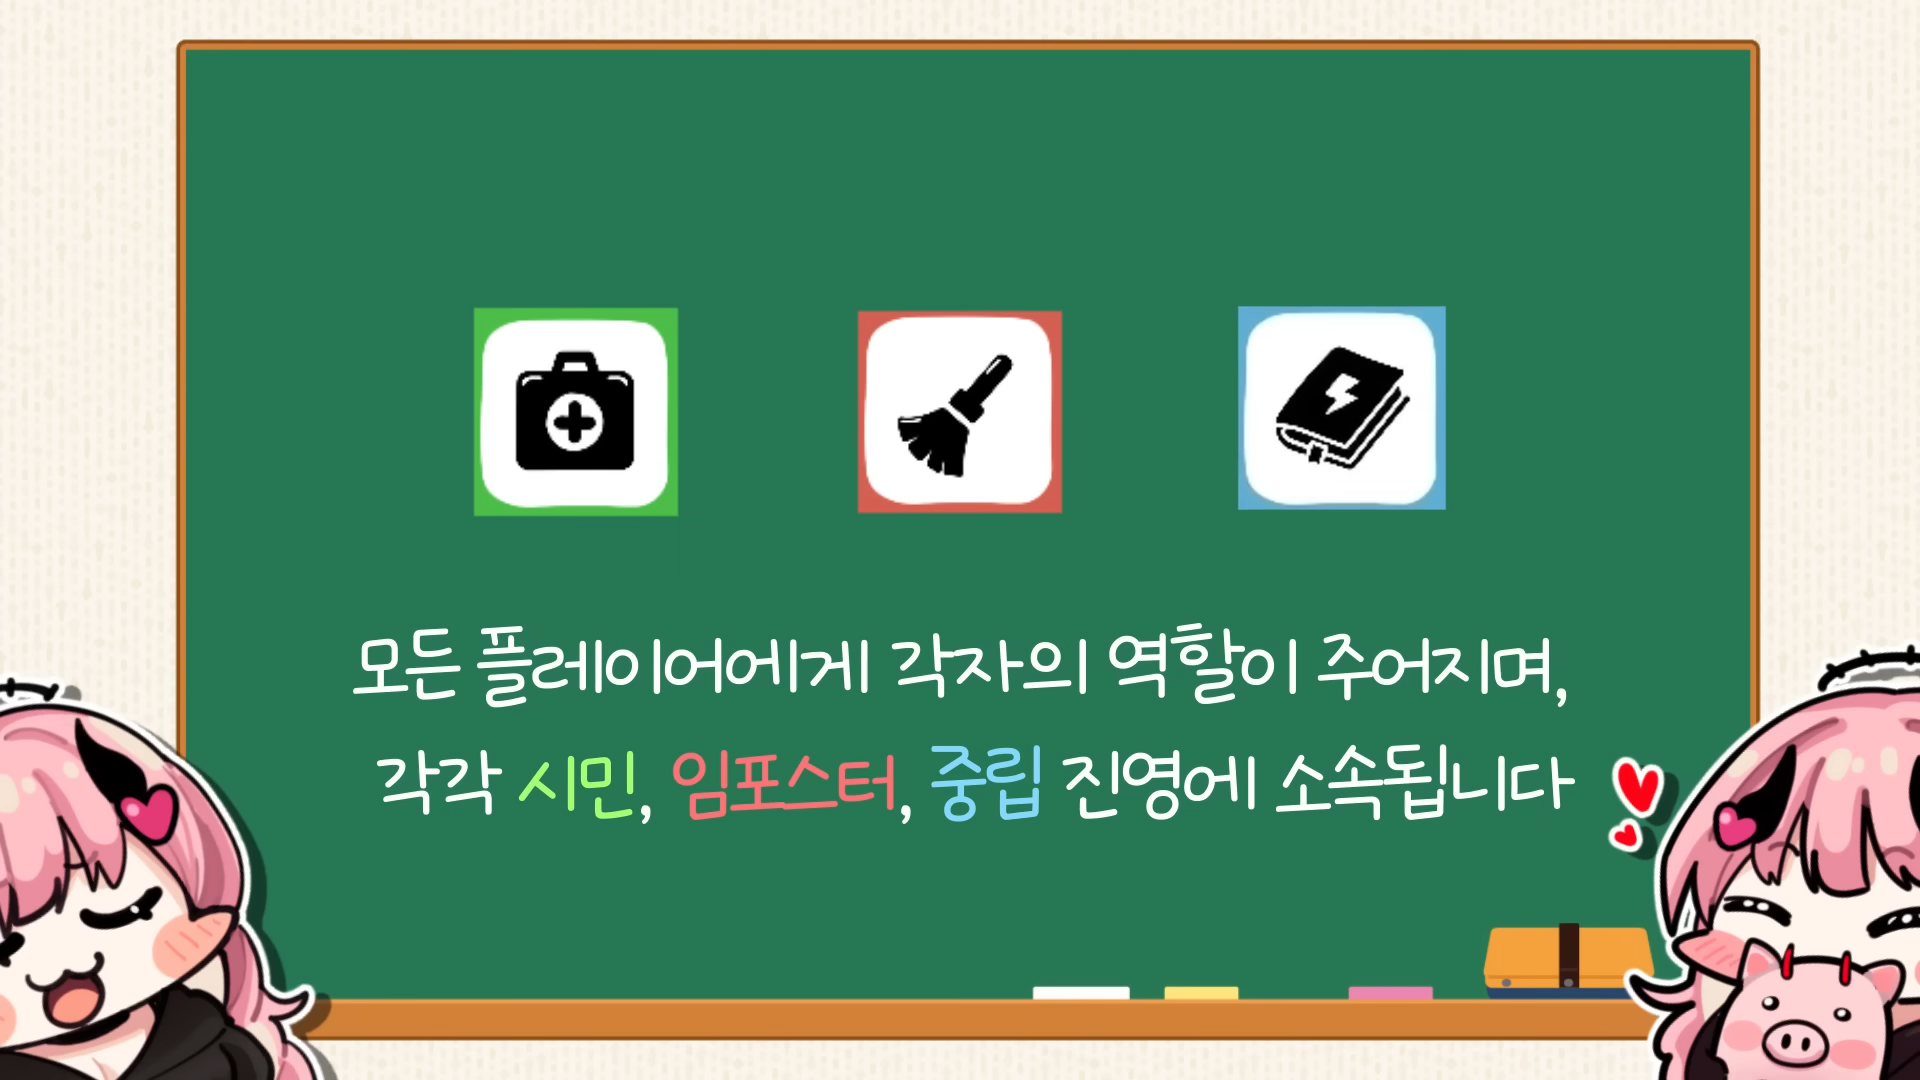 모든 플레이어에게 각자의 역할이 주어지며,
각각 시민, 임포스터, 중립 진영에 소속됩니다